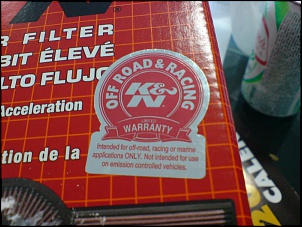 R FILTER
BIT ÉLEVÉ
LTO FLUJO
Acceleration
tion de la
OFF ROAD & RACING
K&N
LIMITED
WARRANTY
Intended for off-road, racing or marine
applications ONLY. Not intended for use
on emission controlled vehicles.